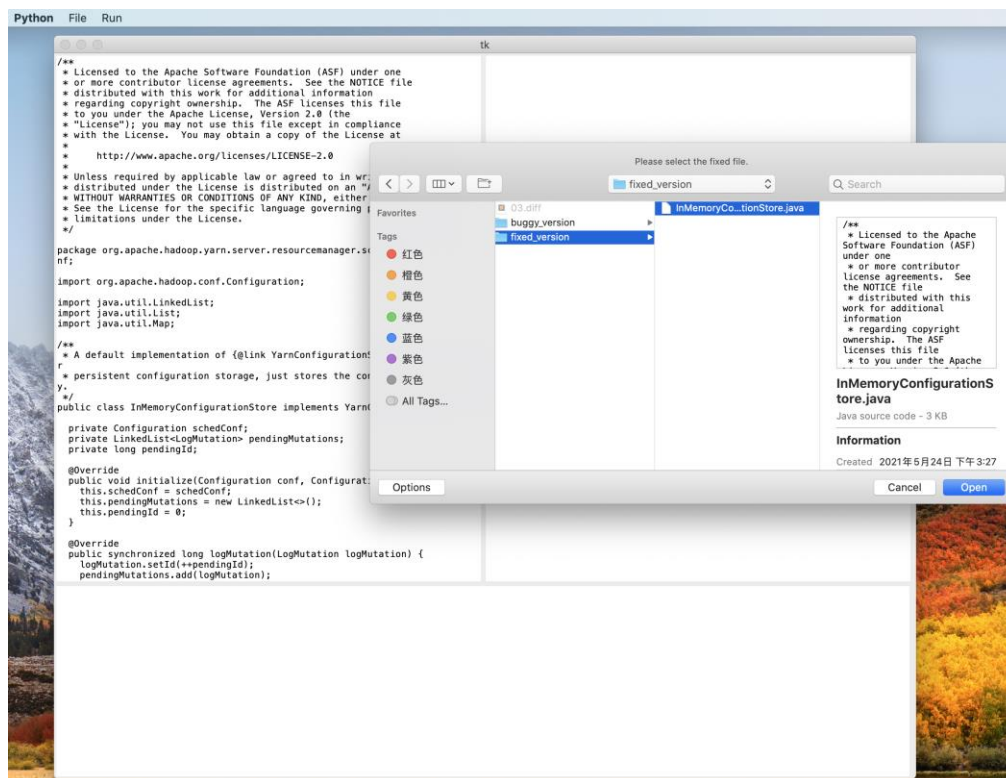 Python File Run
tk
/**
* Licensed to the Apache Software Foundation (ASF) under one
* or more contributor license agreements.  See the NOTICE file
* distributed with this work for additional information
* regarding copyright ownership.  The ASF licenses this file
* to you under the Apache License, Version 2.0 (the
* "License"); you may not use this file except in compliance
* with the License.  You may obtain a copy of the License at
*
*     http://www.apache.org/licenses/LICENSE-2.0
*
* Unless required by applicable law or agreed to in wr
* distributed under the License is distributed on an "A
* WITHOUT WARRANTIES OR CONDITIONS OF ANY KIND, either
* See the License for the specific language governing p
* limitations under the License.
*/
package org.apache.hadoop.yarn.server.resourcemanager.sc
nf;
import org.apache.hadoop.conf.Configuration;
import java.util.LinkedList;
import java.util.List;
import java.util.Map;
/**
* A default implementation of {@link YarnConfigurationS
r
* persistent configuration storage, just stores the con
y.
*/
public class InMemoryConfigurationStore implements YarnC
private Configuration schedConf;
private LinkedList<LogMutation> pendingMutations;
private long pendingId;
@Override
public void initialize(Configuration conf, Configurati
this.schedConf = schedConf;
this.pendingMutations = new LinkedList<>();
this.pendingId = 0;
}
@Override
public synchronized long logMutation(LogMutation logMutation) {
logMutation.setId(++pendingId);
pendingMutations.add(logMutation);
Please select the fixed file.
fixed_version
Search
Favorites
Tags
红色
橙色
黄色
绿色
蓝色
紫色
灰色
All Tags...
03.diff
buggy_version
fixed_version
InMemoryCo...tionStore.java
/**
* Licensed to the Apache
Software Foundation (ASF)
under one
* or more contributor
license agreements.  See
the NOTICE file
* distributed with this
work for additional
information
* regarding copyright
ownership.  The ASF
licenses this file
* to you under the Apache
InMemoryConfigurationS
tore.java
Java source code - 3 KB
Information
Created 2021年5月24日 下午3:27
Options
Cancel
Open